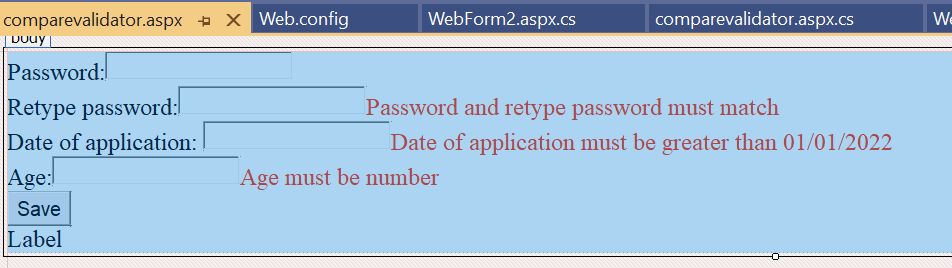 comparevalidator.aspx Web.config WebForm2.aspx.cs comparevalidator.aspx.cs
body
Password:
Retype password: Password and retype password must match
Date of application: Date of application must be greater than 01/01/2022
Age: Age must be number
Save
Label